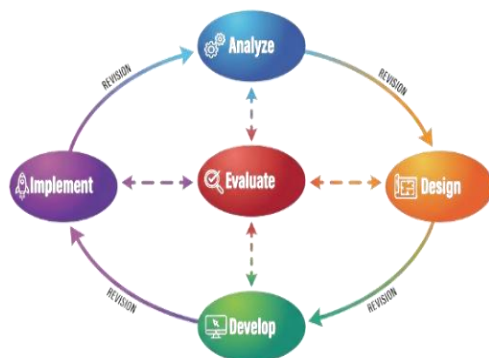 Analyze
REVISION
REVISION
Implement
Evaluate
Design
REVISION
REVISION
Develop